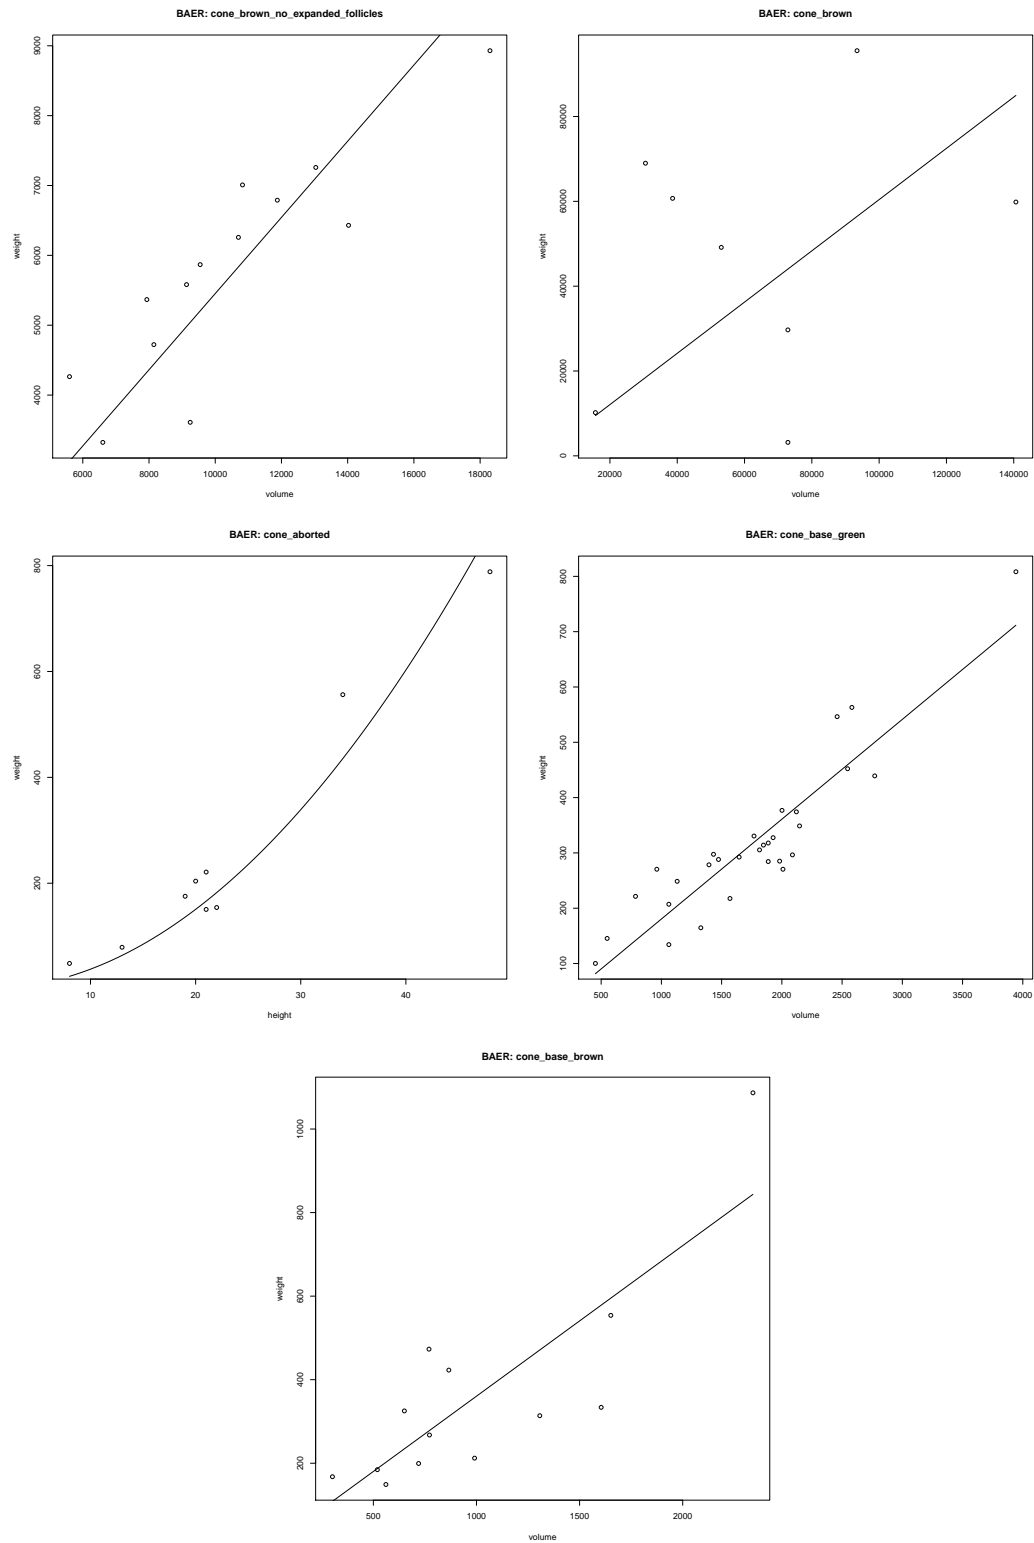 BAER: cone_brown_no_expanded_follicles
weight
4000 5000 6000 7000 8000 9000
6000 8000 10000 12000 14000 16000 18000
volume
BAER: cone_brown
weight
0 20000 40000 60000 80000
20000 40000 60000 80000 100000 120000 140000
volume
BAER: cone_aborted
weight
200 400 600 800
10 20 30 40
height
BAER: cone_base_green
weight
100 200 300 400 500 600 700 800
500 1000 1500 2000 2500 3000 3500 4000
volume
BAER: cone_base_brown
weight
200 400 600 800 1000
500 1000 1500 2000
volume